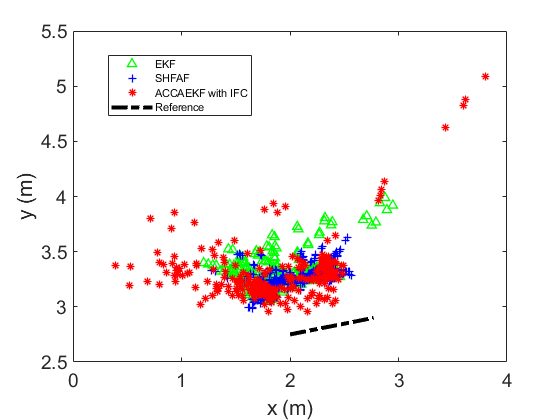 5.5
5
4.5
4
3.5
3
2.5
y (m)
EKF
SHFAF
ACCAEKF with IFC
Reference
0
1
2
3
4
x (m)